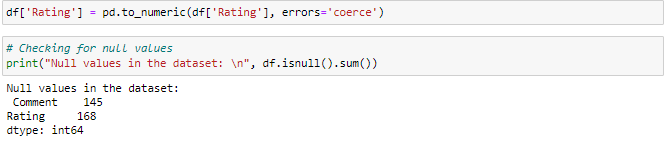 df['Rating'] = pd.to_numeric(df['Rating'], errors='coerce')
# Checking for null values
print("Null values in the dataset: \n", df.isnull().sum())
Null values in the dataset:
 Comment    145
Rating     168
dtype: int64